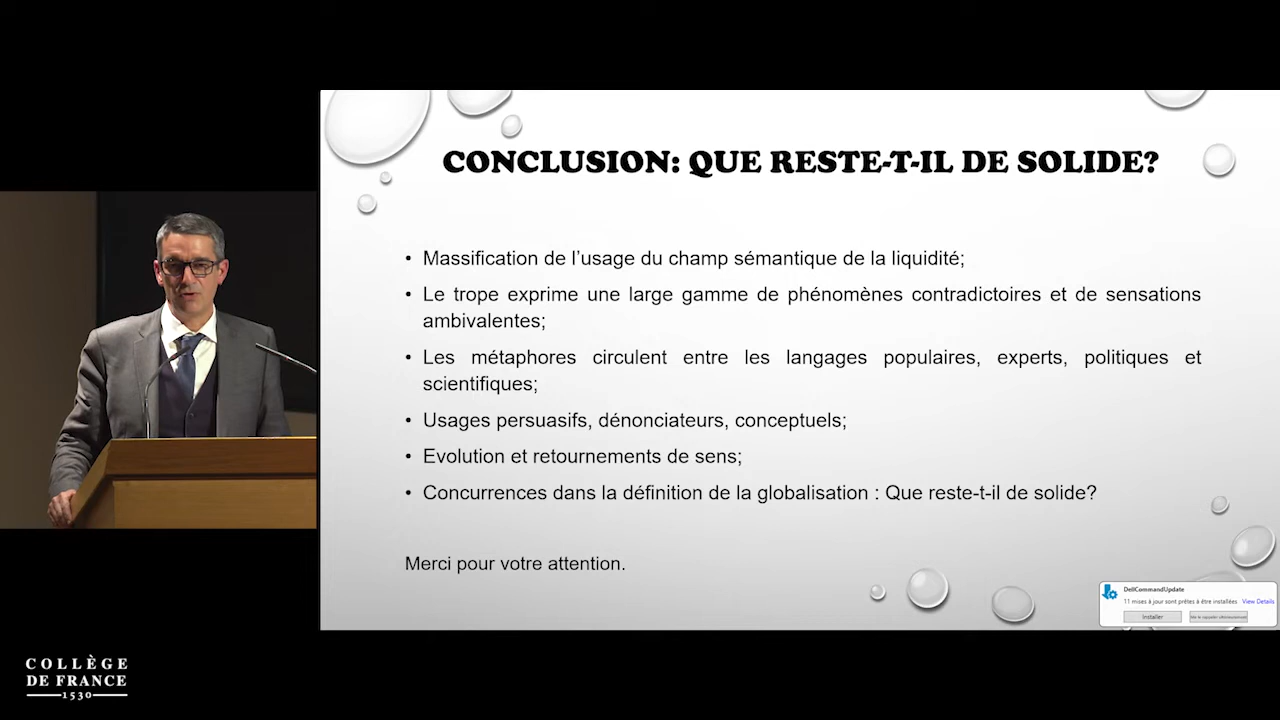 CONCLUSION: QUE RESTE-T-IL DE SOLIDE?
• Massification de l'usage du champ sémantique de la liquidité;
• Le trope exprime une large gamme de phénomènes contradictoires et de sensations
ambivalentes;
• Les métaphores circulent entre les langages populaires, experts, politiques et
scientifiques;
• Usages persuasifs, dénonciateurs, conceptuels;
• Evolution et retournements de sens;
• Concurrences dans la définition de la globalisation : Que reste-t-il de solide?
Merci pour votre attention.
DellCommandUpdate
11 mises à jour sont prêtes à être installées View Details
Installer
COLLÈGE
DE FRANCE
1530